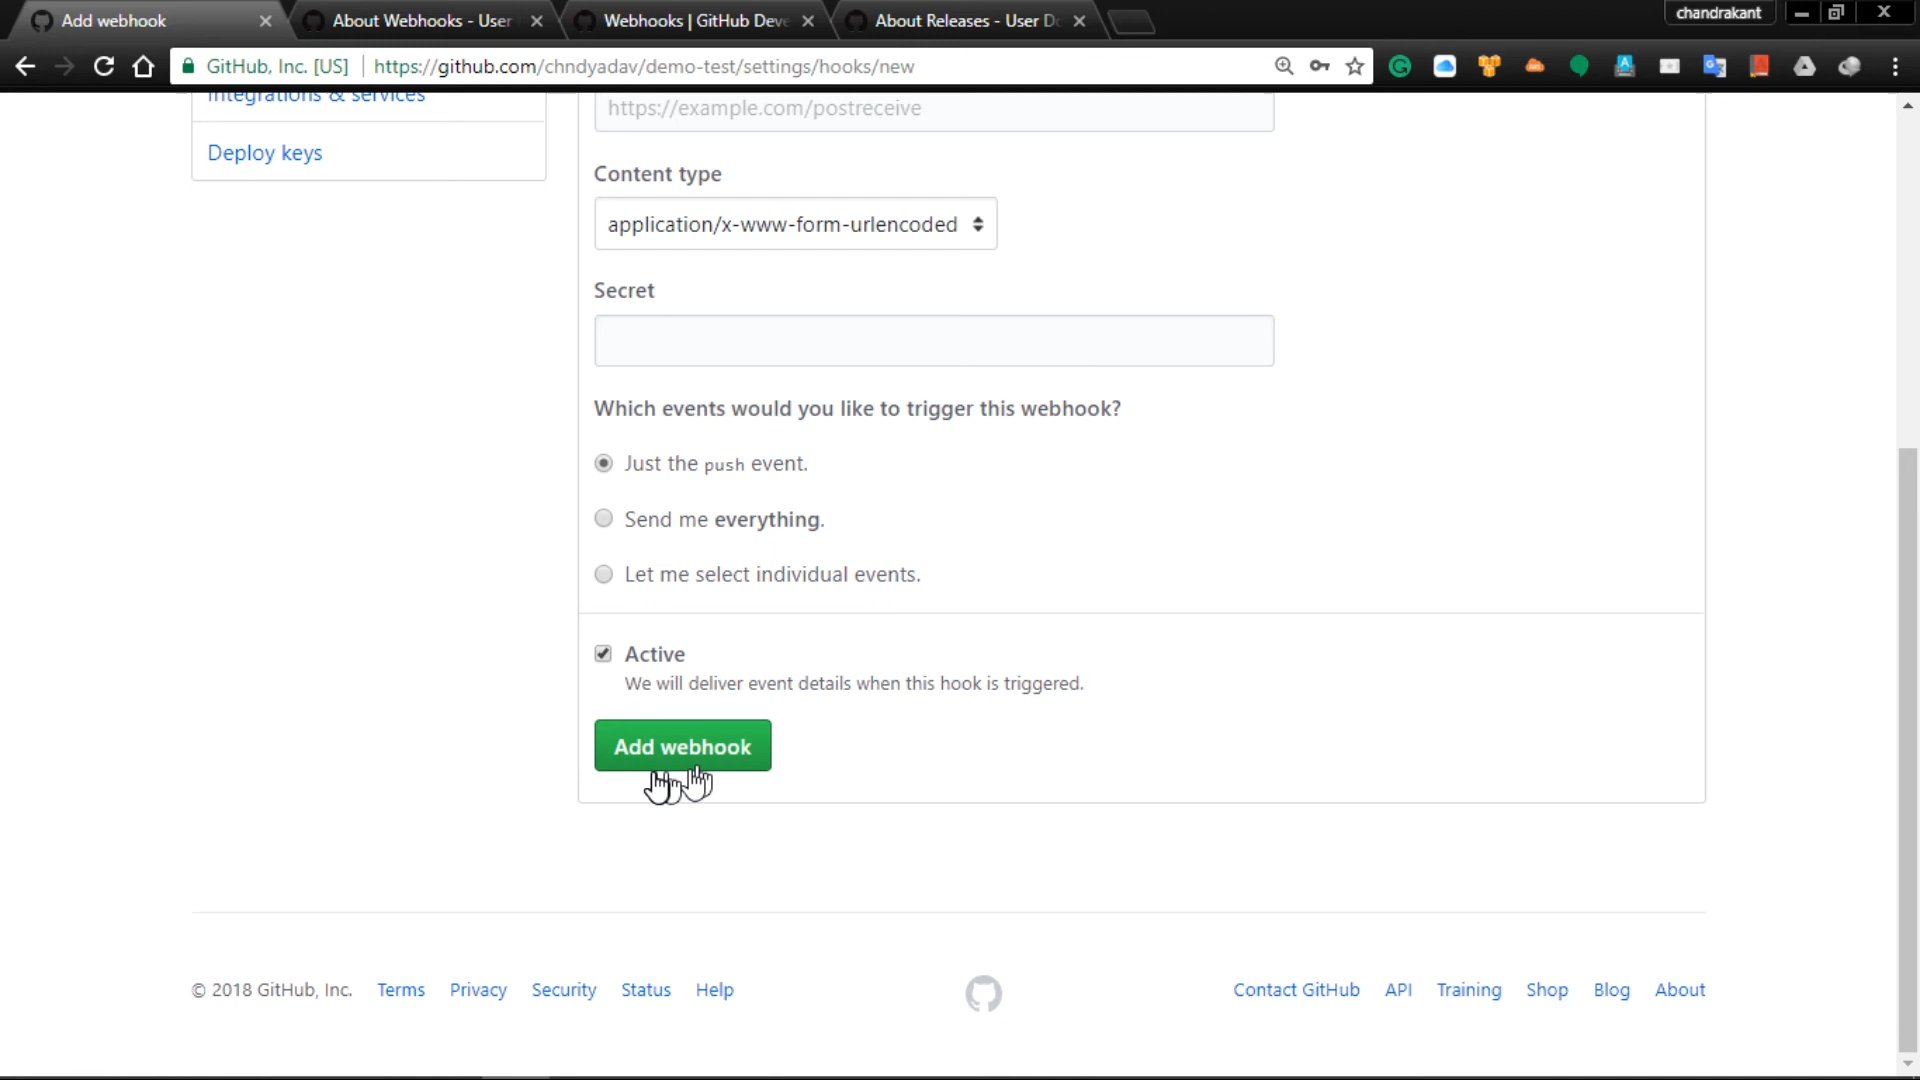 Add webhook
About Webhooks - User
Webhooks | GitHub Deve
About Releases - User Do
chandrakant
GitHub, Inc. [US]
https://github.com/chndyadav/demo-test/settings/hooks/new
Integrations & services
Deploy keys
https://example.com/postreceive
Content type
application/x-www-form-urlencoded
Secret
Which events would you like to trigger this webhook?
Just the push event.
Send me everything.
Let me select individual events.
Active
We will deliver event details when this hook is triggered.
Add webhook
© 2018 GitHub, Inc. Terms Privacy Security Status Help
Contact GitHub API Training Shop Blog About